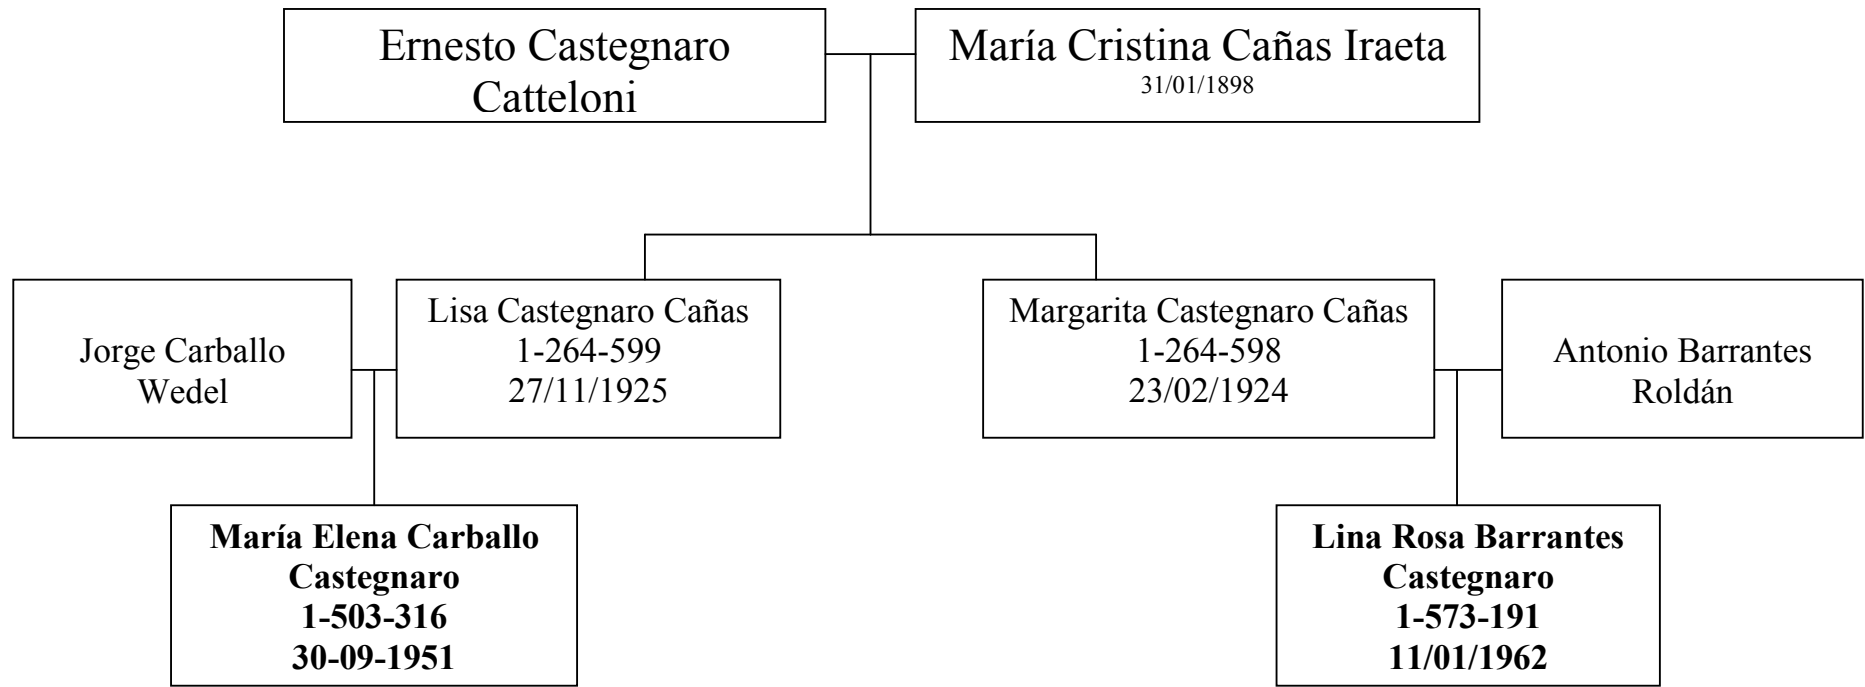 Ernesto Castegnaro
Catteloni
María Cristina Cañas Iraeta
31/01/1898
Jorge Carballo
Wedel
Lisa Castegnaro Cañas
1-264-599
27/11/1925
Margarita Castegnaro Cañas
1-264-598
23/02/1924
Antonio Barrantes
Roldán
María Elena Carballo
Castegnaro
1-503-316
30-09-1951
Lina Rosa Barrantes
Castegnaro
1-573-191
11/01/1962